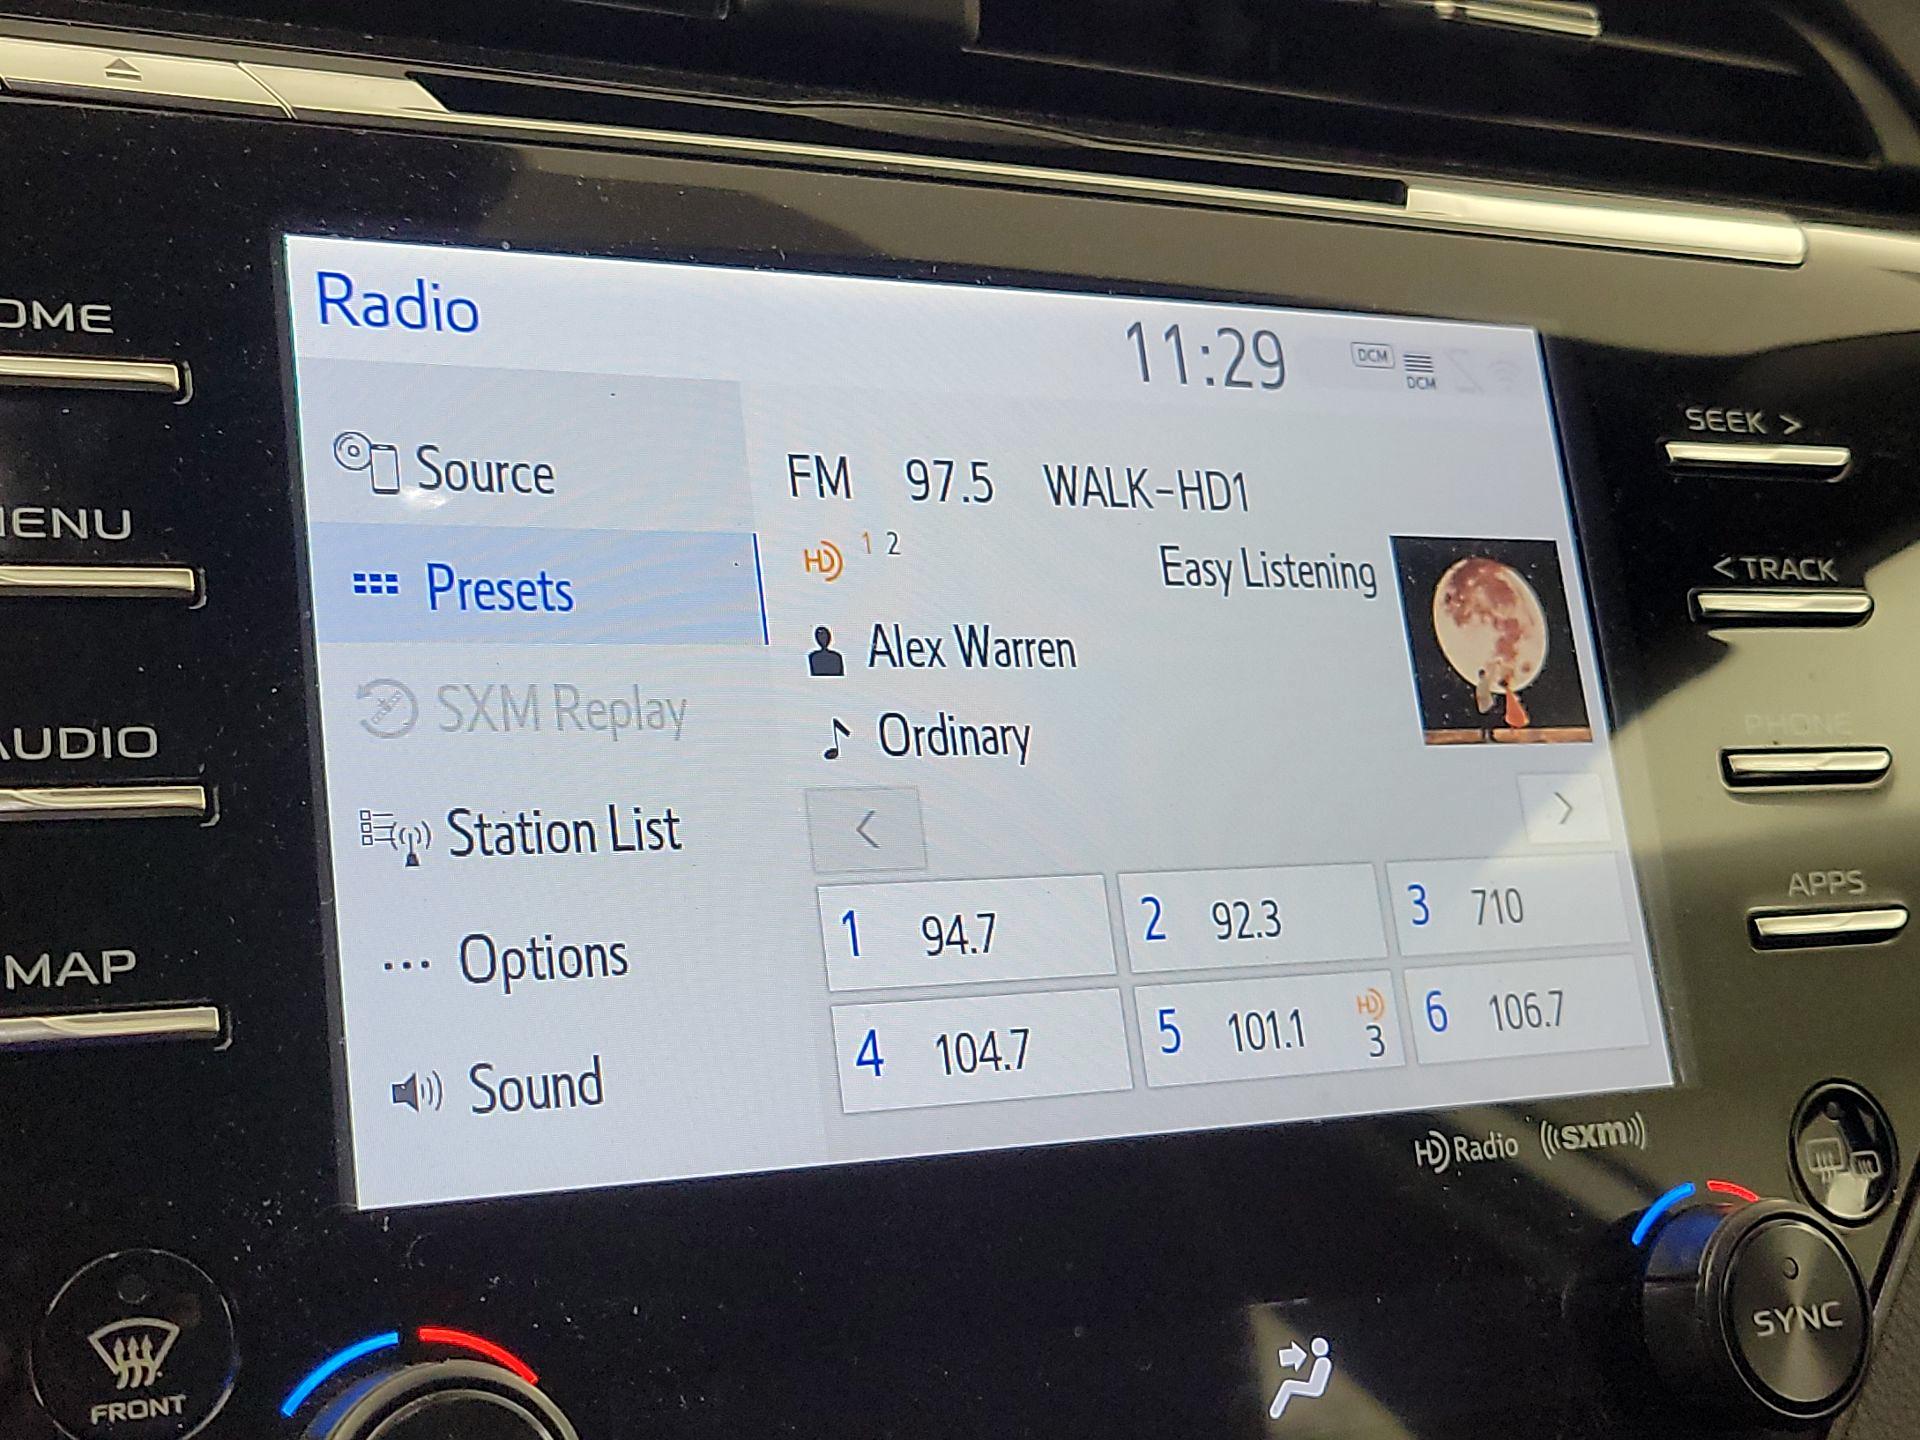 Radio
11:29
DCM
DCM
Source
Presets
SXM Replay
Station List
Options
Sound
FM 97.5 WALK-HD1
HD 1 2
Easy Listening
Alex Warren
Ordinary
<
>
1 94.7
2 92.3
3 710
4 104.7
5 101.1 HD 3
6 106.7
OME
MENU
AUDIO
MAP
SEEK >
< TRACK
PHONE
APPS
HD Radio
((sxm))
FRONT
SYNC